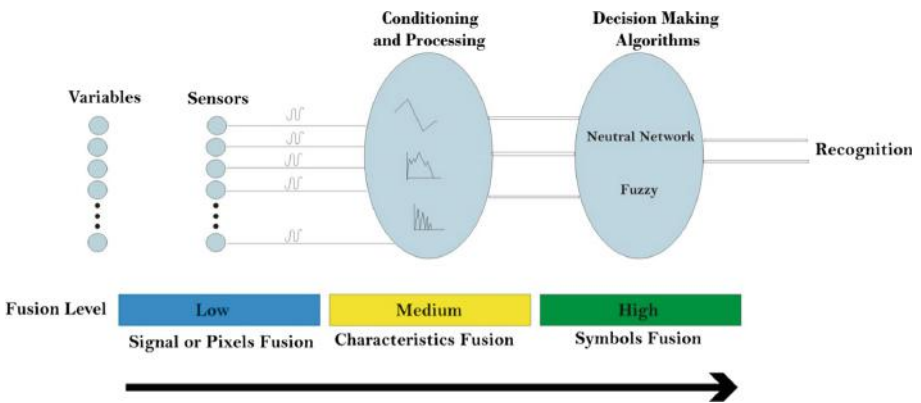 Conditioning
and Processing
Decision Making
Algorithms
Variables
Sensors
Neutral Network
Fuzzy
Recognition
Fusion Level
Low
Medium
High
Signal or Pixels Fusion
Characteristics Fusion
Symbols Fusion